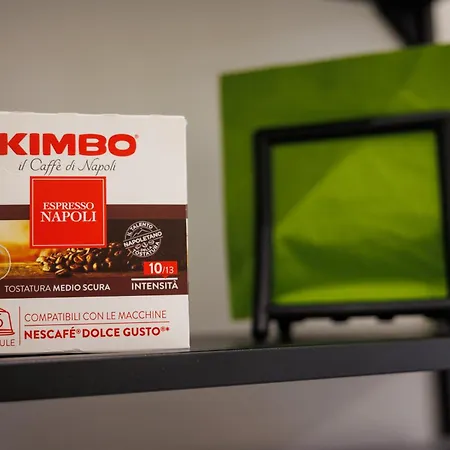 KIMBO®
il Caffè di Napoli
ESPRESSO
NAPOLI
IL TALENTO
NAPOLETANO
TOSTATURA
10/13
TOSTATURA MEDIO SCURA
INTENSITÀ
COMPATIBILI CON LE MACCHINE
NESCAFÉ® DOLCE GUSTO®*